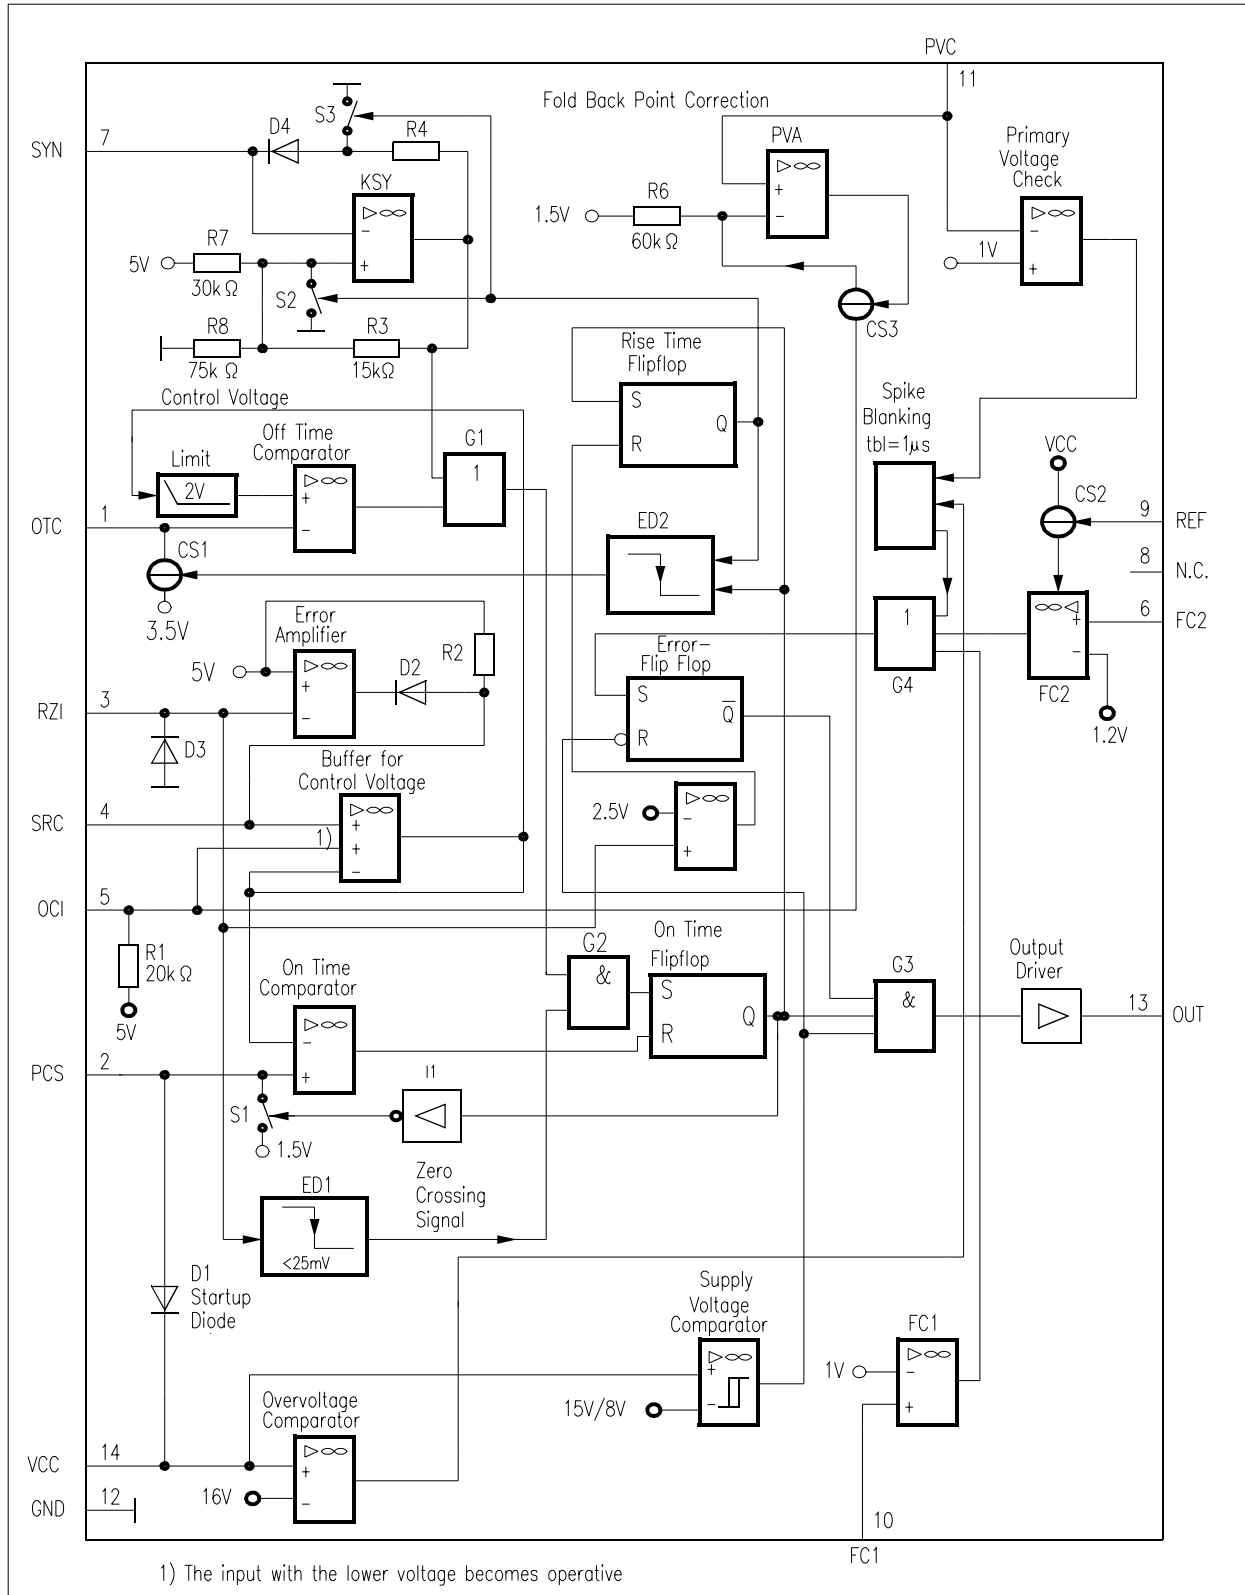 PVC
11
Fold Back Point Correction
S3
D4
R4
PVA
Primary
Voltage
Check
SYN
7
KSY
▷∞
-
+
R6
1.5V
60k Ω
▷∞
+
-
∞
-
+
1V
R7
5V
30k Ω
S2
R8
75k Ω
R3
15kΩ
CS3
Rise Time
Flipflop
S
R
Q
Control Voltage
Off Time
Comparator
Limit
2V
▷∞
+
-
G1
1
Spike
Blanking
tbl=1µs
VCC
CS2
OTC
1
CS1
3.5V
ED2
9
REF
8
N.C.
6
FC2
Error
Amplifier
5V
▷∞
+
-
D2
R2
Error-
Flip Flop
S
R
Q̅
1
G4
∞◁
+
-
FC2
1.2V
RZI
3
D3
Buffer for
Control Voltage
▷∞
+
+
-
1)
2.5V
▷∞
-
+
SRC
4
OCI
5
R1
20k Ω
5V
On Time
Comparator
▷∞
-
+
G2
&
On Time
Flipflop
S
R
Q
G3
&
Output
Driver
▷
13
OUT
PCS
2
S1
1.5V
I1
◁
Zero
Crossing
Signal
ED1
<25mV
D1
Startup
Diode
Supply
Voltage
Comparator
▷∞
+
-
15V/8V
FC1
1V
▷∞
-
+
Overvoltage
Comparator
▷∞
+
-
16V
VCC
14
GND
12
10
FC1
1) The input with the lower voltage becomes operative